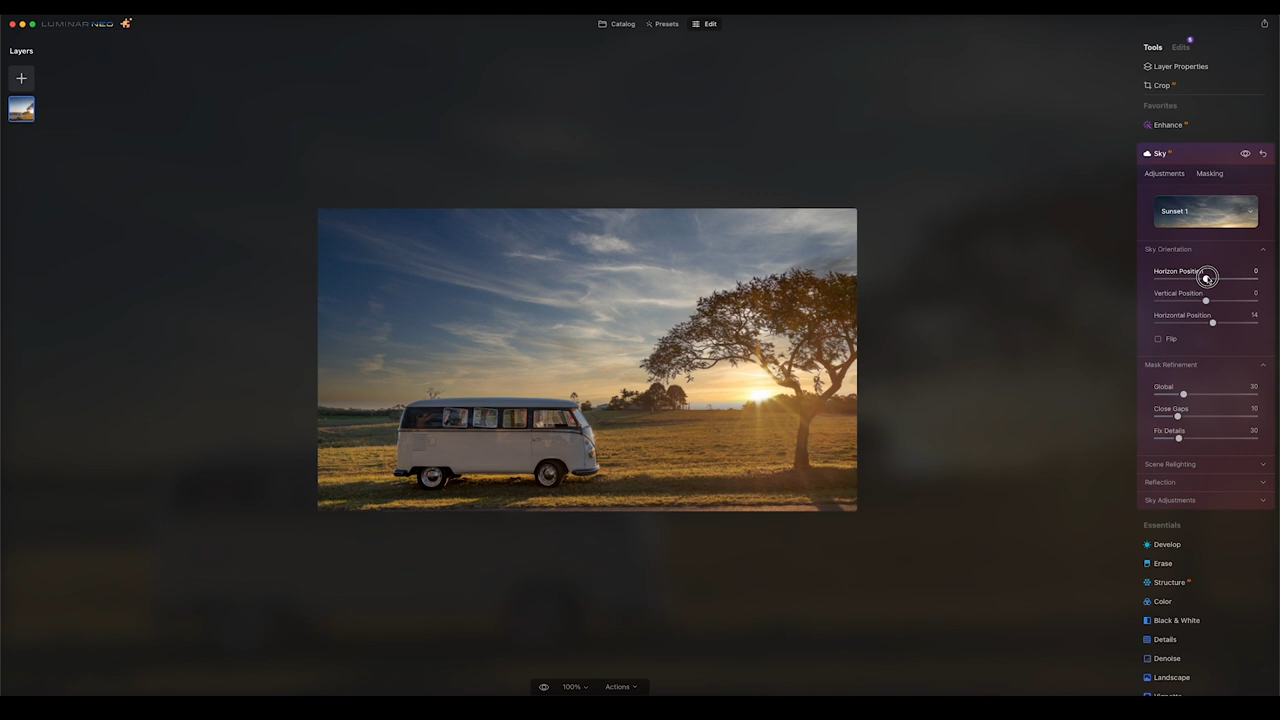 LUMINAR NEO
Catalog
Presets
Edit
Layers
Tools
Edits
Layer Properties
Crop
Favorites
Enhance
Sky
Adjustments
Masking
Sunset 1
Sky Orientation
Horizon Position 0
Vertical Position 0
Horizontal Position 14
Flip
Mask Refinement
Global 30
Close Gaps 10
Fix Details 30
Scene Relighting
Reflection
Sky Adjustments
Essentials
Develop
Erase
Structure
Color
Black & White
Details
Denoise
Landscape
100%
Actions